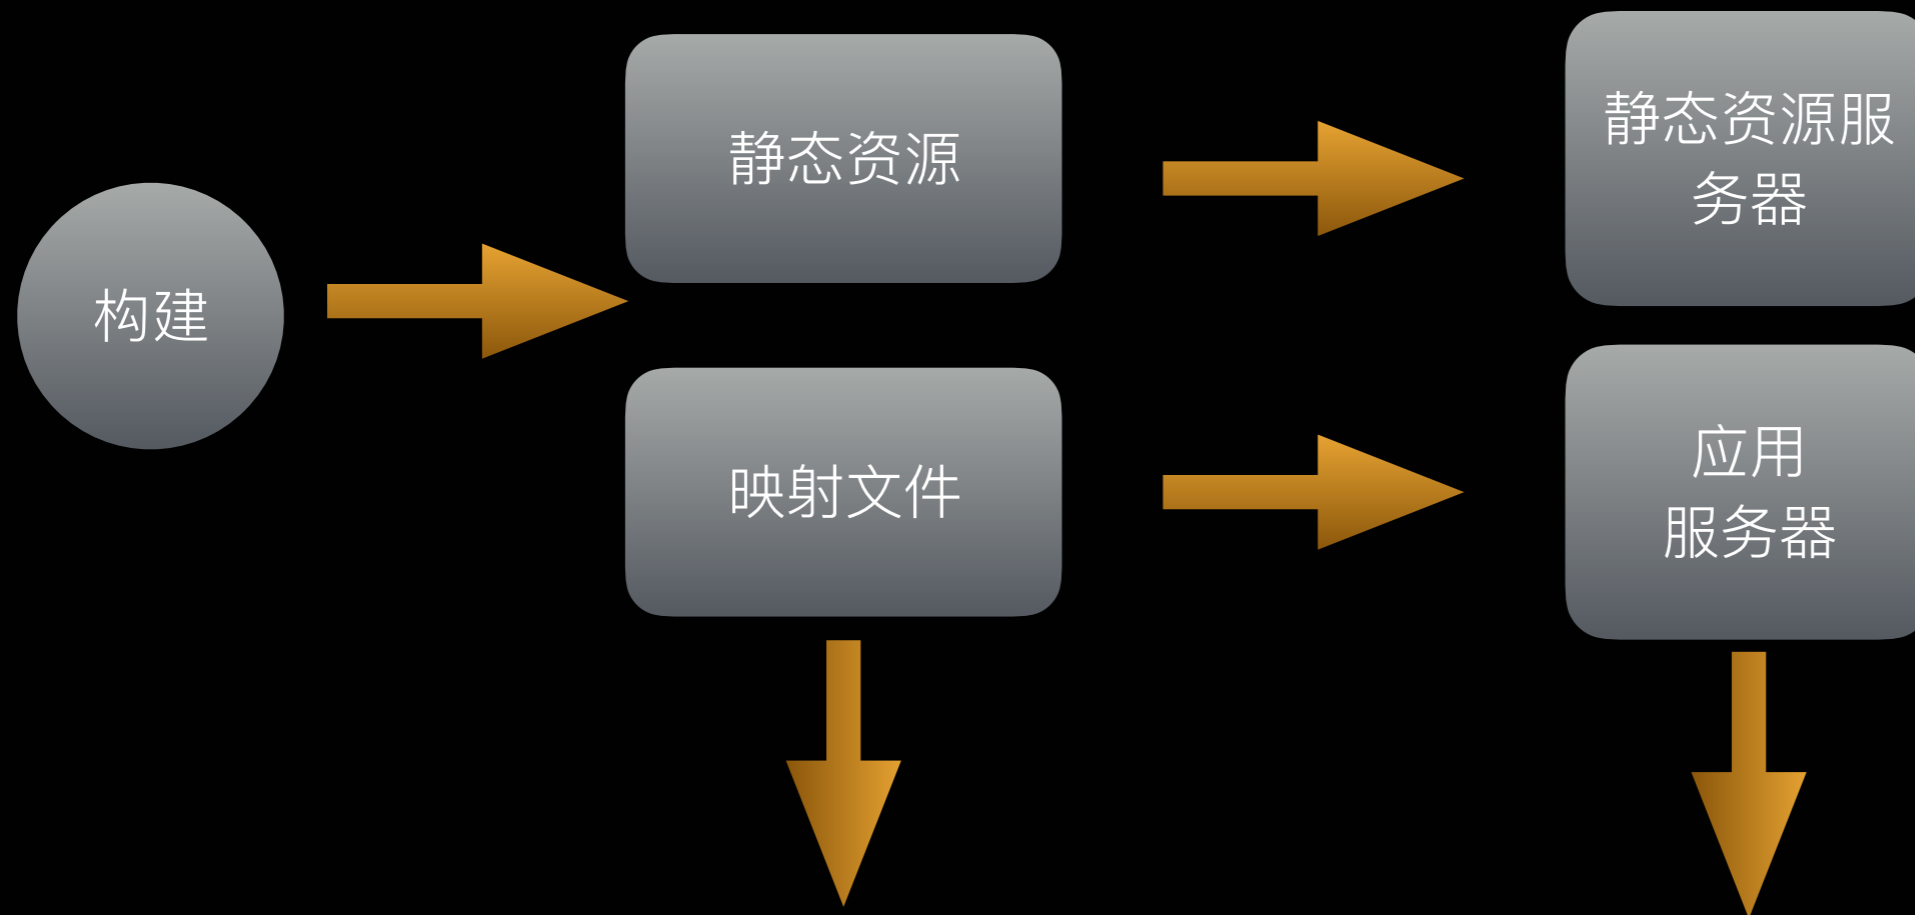 构建
静态资源
静态资源服
务器
映射文件
应用
服务器